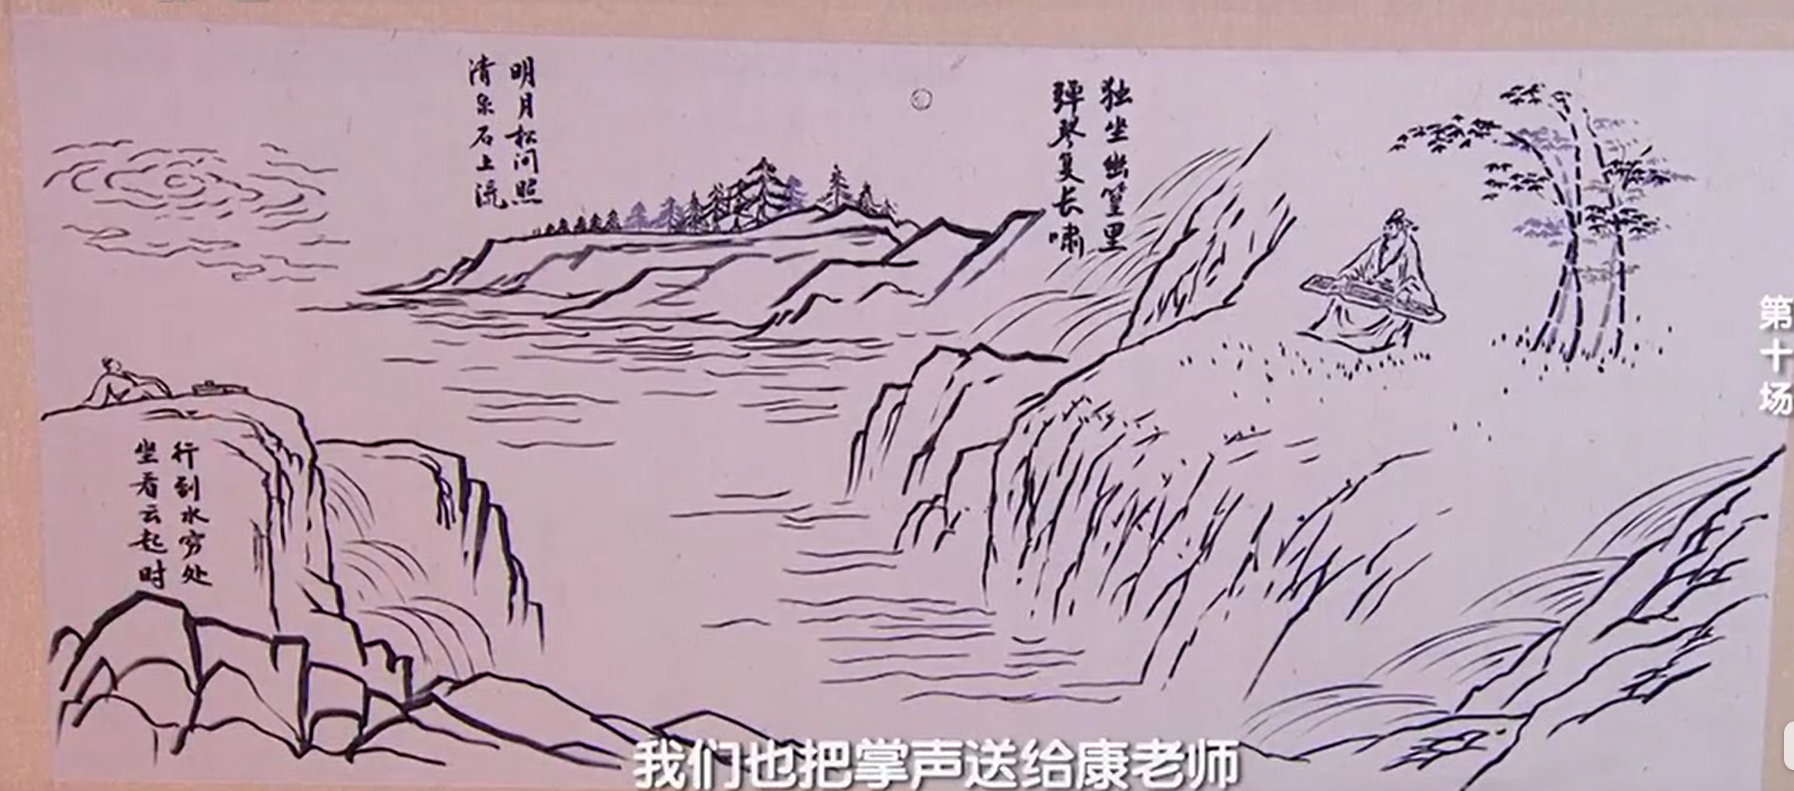 明月松间照
清泉石上流
独坐幽篁里
弹琴复长啸
行到水穷处
坐看云起时
第十场
我们也把掌声送给康老师